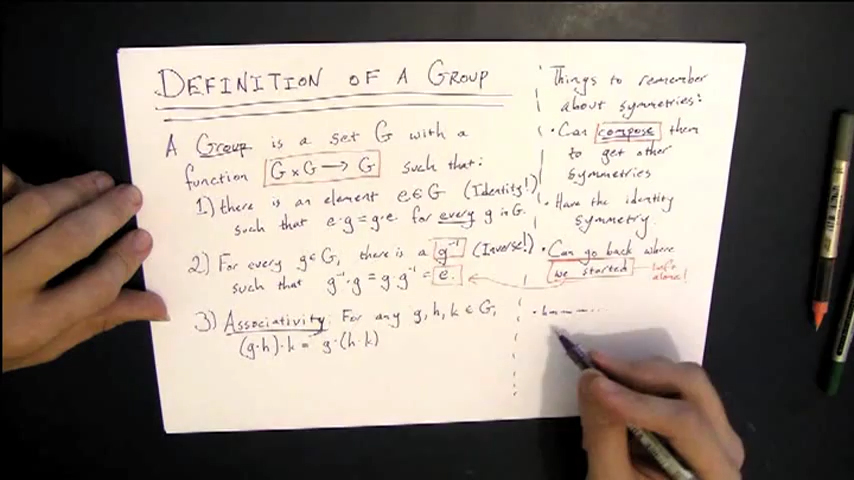 DEFINITION OF A GROUP
A Group is a set G with a
function G x G → G such that:
1) there is an element e ∈ G (Identity!)
such that e·g = g·e for every g in G.
2) For every g ∈ G, there is a g⁻¹ (Inverse!)
such that g⁻¹·g = g·g⁻¹ = e.
3) Associativity: For any g, h, k ∈ G,
(g·h)·k = g·(h·k)
Things to remember
about symmetries:
• Can compose them
to get other
symmetries
• Have the identity
symmetry
• Can go back where
we started
info
alone!